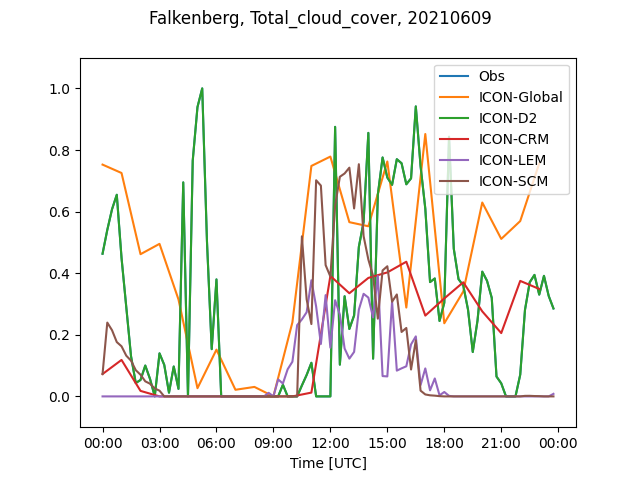 Falkenberg, Total_cloud_cover, 20210609
1.0
0.8
0.6
0.4
0.2
0.0
Obs
ICON-Global
ICON-D2
ICON-CRM
ICON-LEM
ICON-SCM
00:00 03:00 06:00 09:00 12:00 15:00 18:00 21:00 00:00
Time [UTC]